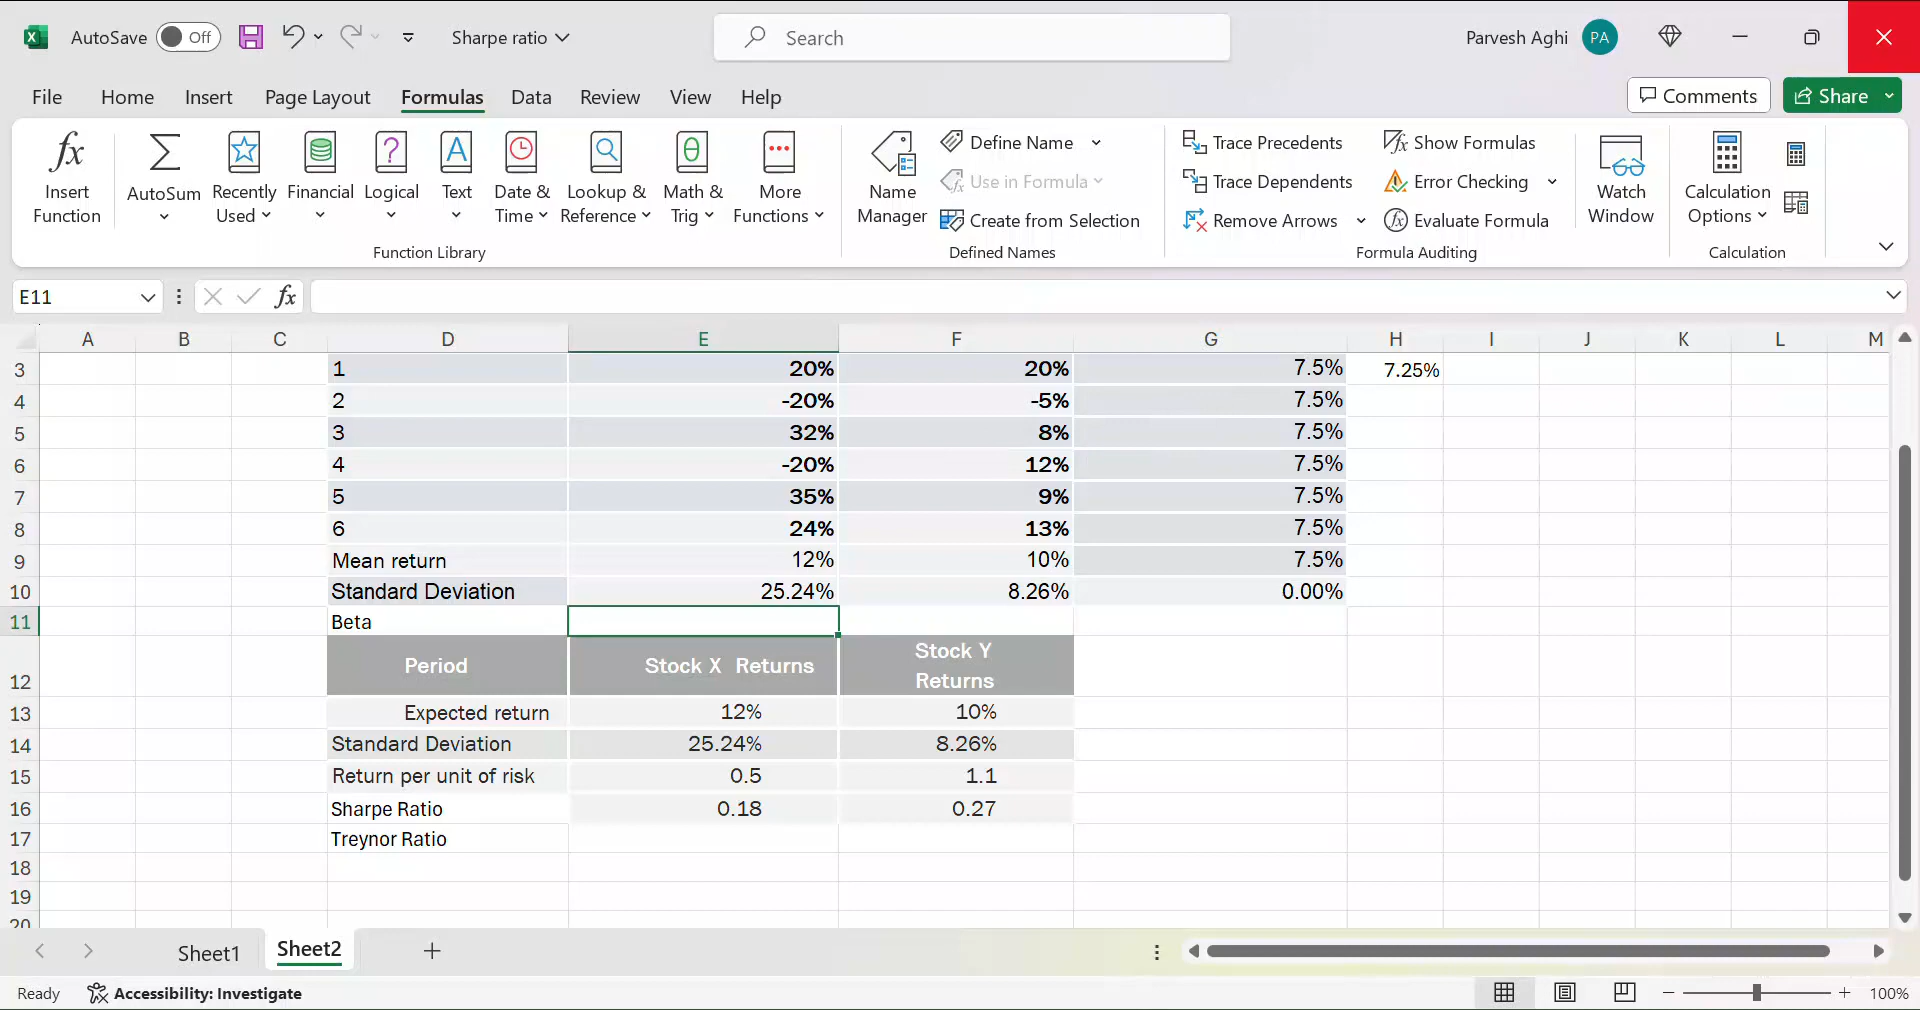 AutoSave Off Sharpe ratio Search Parvesh Aghi PA
File Home Insert Page Layout Formulas Data Review View Help Comments Share
Insert Function AutoSum Recently Used Financial Logical Text Date & Time Lookup & Reference Math & Trig More Functions
Function Library
Name Manager
Define Name
Use in Formula
Create from Selection
Defined Names
Trace Precedents
Trace Dependents
Remove Arrows
Show Formulas
Error Checking
Evaluate Formula
Formula Auditing
Watch Window
Calculation Options
Calculation
E11 fx
A B C D E F G H I J K L M
3 1 20% 20% 7.5% 7.25%
4 2 -20% -5% 7.5%
5 3 32% 8% 7.5%
6 4 -20% 12% 7.5%
7 5 35% 9% 7.5%
8 6 24% 13% 7.5%
9 Mean return 12% 10% 7.5%
10 Standard Deviation 25.24% 8.26% 0.00%
11 Beta
12 Period Stock X Returns Stock Y Returns
13 Expected return 12% 10%
14 Standard Deviation 25.24% 8.26%
15 Return per unit of risk 0.5 1.1
16 Sharpe Ratio 0.18 0.27
17 Treynor Ratio
18
19
20
Sheet1 Sheet2
Ready Accessibility: Investigate 100%